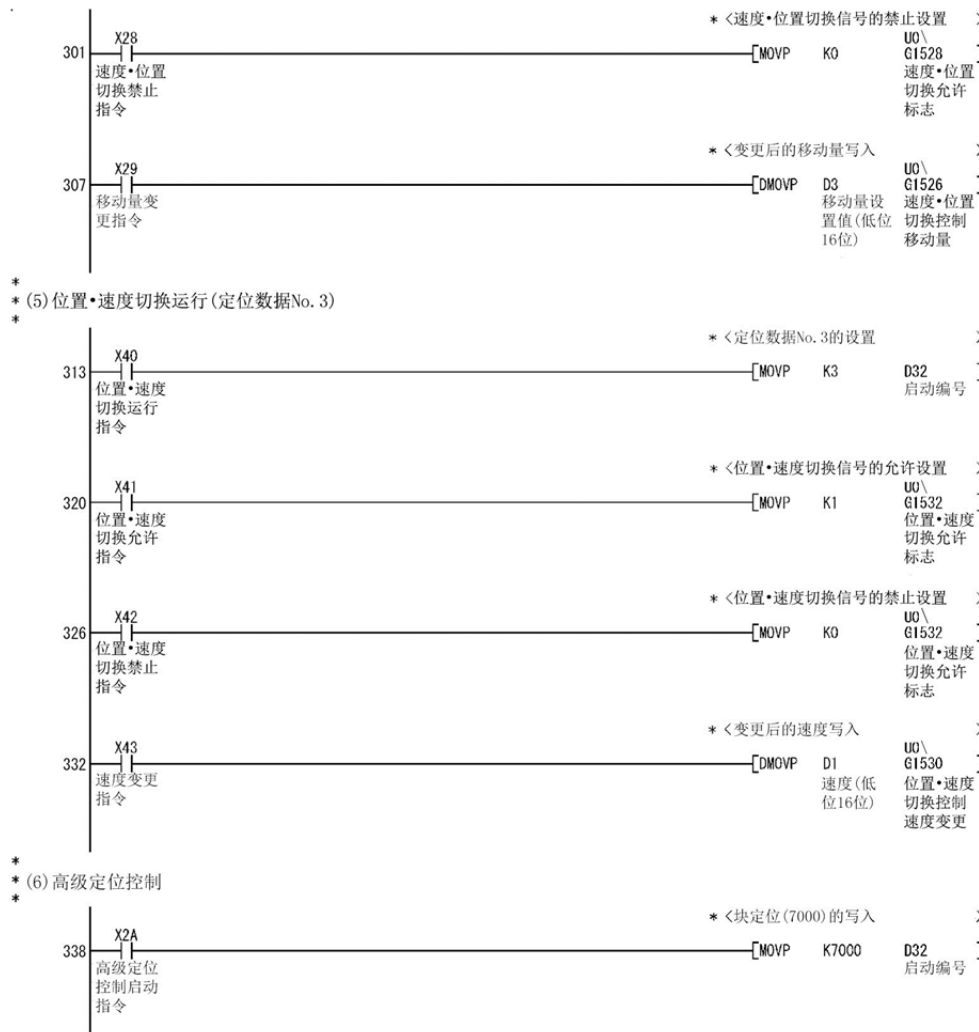 * <速度•位置切换信号的禁止设置 >
X28
U0\
301
[MOVP K0 G1528 ]
速度•位置
切换禁止
指令
速度•位置
切换允许
标志
* <变更后的移动量写入 >
X29
U0\
307
[DMOVP D3 G1526 ]
移动量变
更指令
移动量设
置值(低位
16位)
速度•位置
切换控制
移动量
*
* (5)位置•速度切换运行(定位数据No.3)
*
* <定位数据No.3的设置 >
X40
313
[MOVP K3 D32 ]
位置•速度
切换运行
指令
启动编号
* <位置•速度切换信号的允许设置 >
X41
U0\
320
[MOVP K1 G1532 ]
位置•速度
切换允许
指令
位置•速度
切换允许
标志
* <位置•速度切换信号的禁止设置 >
X42
U0\
326
[MOVP K0 G1532 ]
位置•速度
切换禁止
指令
位置•速度
切换允许
标志
* <变更后的速度写入 >
X43
U0\
332
[DMOVP D1 G1530 ]
速度变更
指令
速度(低
位16位)
位置•速度
切换控制
速度变更
*
* (6)高级定位控制
*
* <块定位(7000)的写入 >
X2A
338
[MOVP K7000 D32 ]
高级定位
控制启动
指令
启动编号